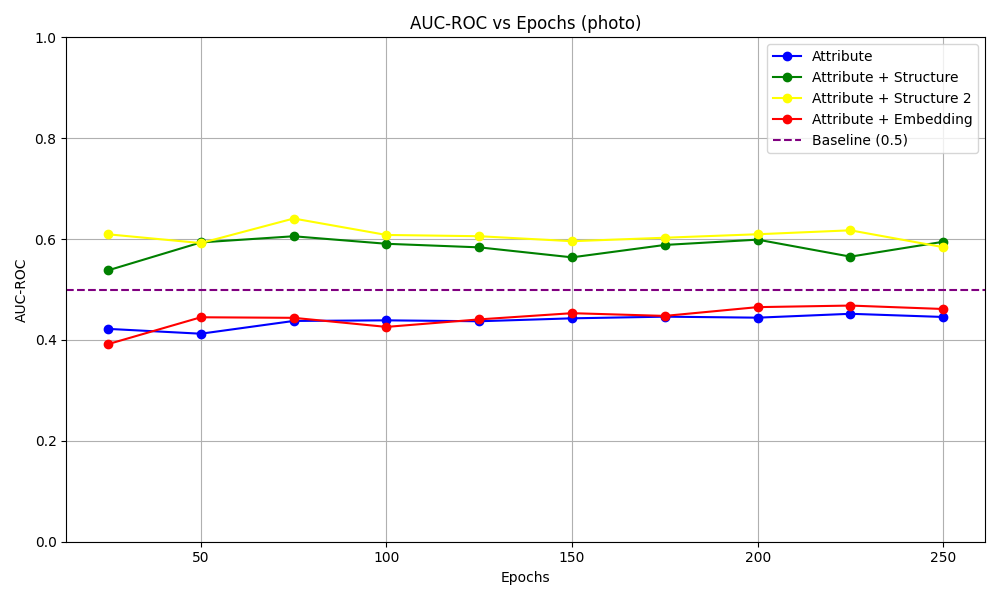 AUC-ROC vs Epochs (photo)
AUC-ROC
1.0
0.8
0.6
0.4
0.2
0.0
Attribute
Attribute + Structure
Attribute + Structure 2
Attribute + Embedding
Baseline (0.5)
50 100 150 200 250
Epochs